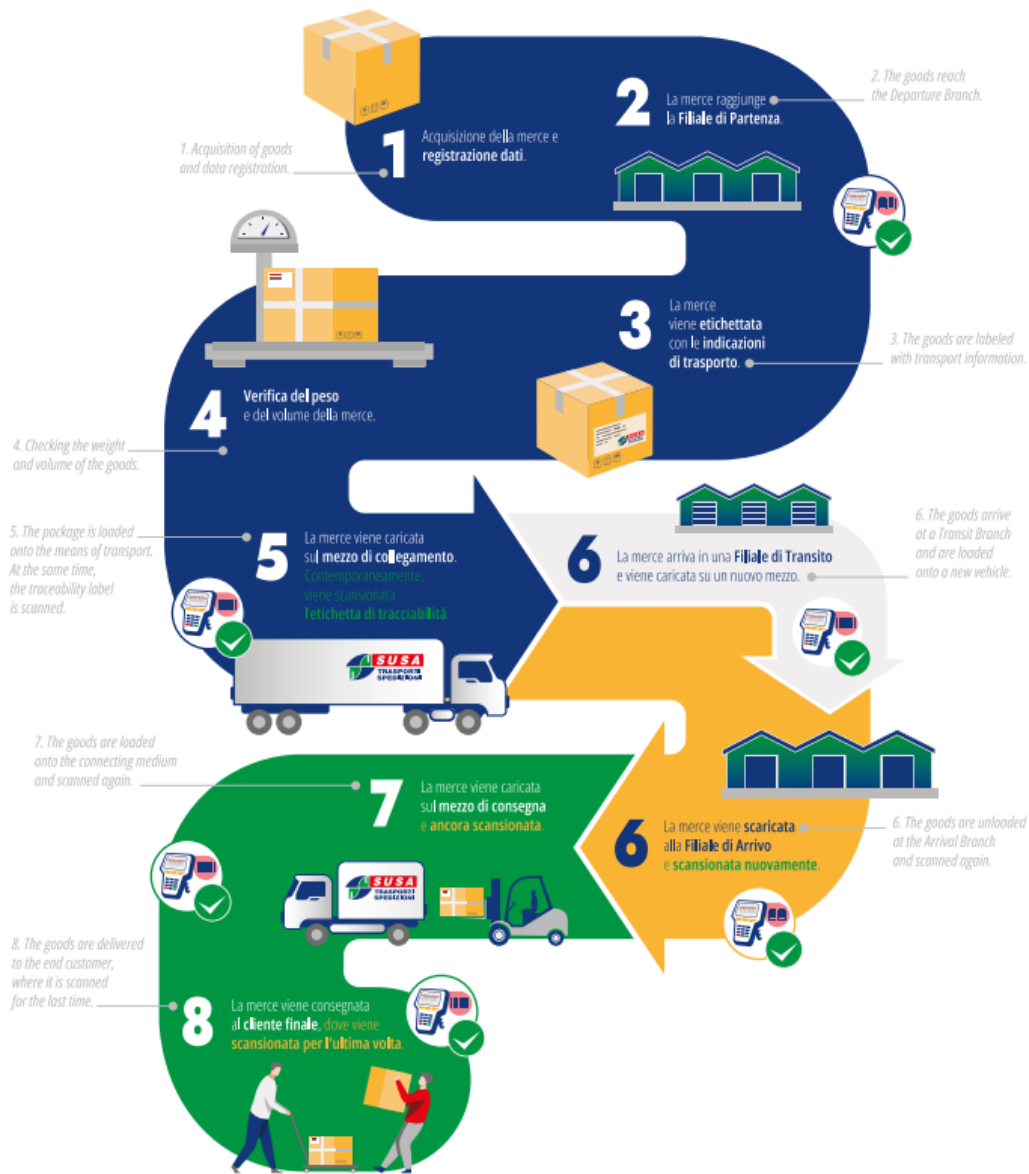 1
Acquisizione della merce e
registrazione dati.
1. Acquisition of goods
and data registration.
2
La merce raggiunge
la Filiale di Partenza.
2. The goods reach
the Departure Branch.
3
La merce
viene etichettata
con le indicazioni
di trasporto.
3. The goods are labeled
with transport information.
4
Verifica del peso
e del volume della merce.
4. Checking the weight
and volume of the goods.
5
La merce viene caricata
sul mezzo di collegamento.
Contemporaneamente,
viene scansionata
l'etichetta di tracciabilità.
5. The package is loaded
onto the means of transport.
At the same time,
the traceability label
is scanned.
SUSA
TRASPORTI
SPEDIZIONI
6
La merce arriva in una Filiale di Transito
e viene caricata su un nuovo mezzo.
6. The goods arrive
at a Transit Branch
and are loaded
onto a new vehicle.
6
La merce viene scaricata
alla Filiale di Arrivo
e scansionata nuovamente.
6. The goods are unloaded
at the Arrival Branch
and scanned again.
7
La merce viene caricata
sul mezzo di consegna
e ancora scansionata.
7. The goods are loaded
onto the connecting medium
and scanned again.
SUSA
TRASPORTI
SPEDIZIONI
8
La merce viene consegnata
al cliente finale, dove viene
scansionata per l'ultima volta.
8. The goods are delivered
to the end customer,
where it is scanned
for the last time.